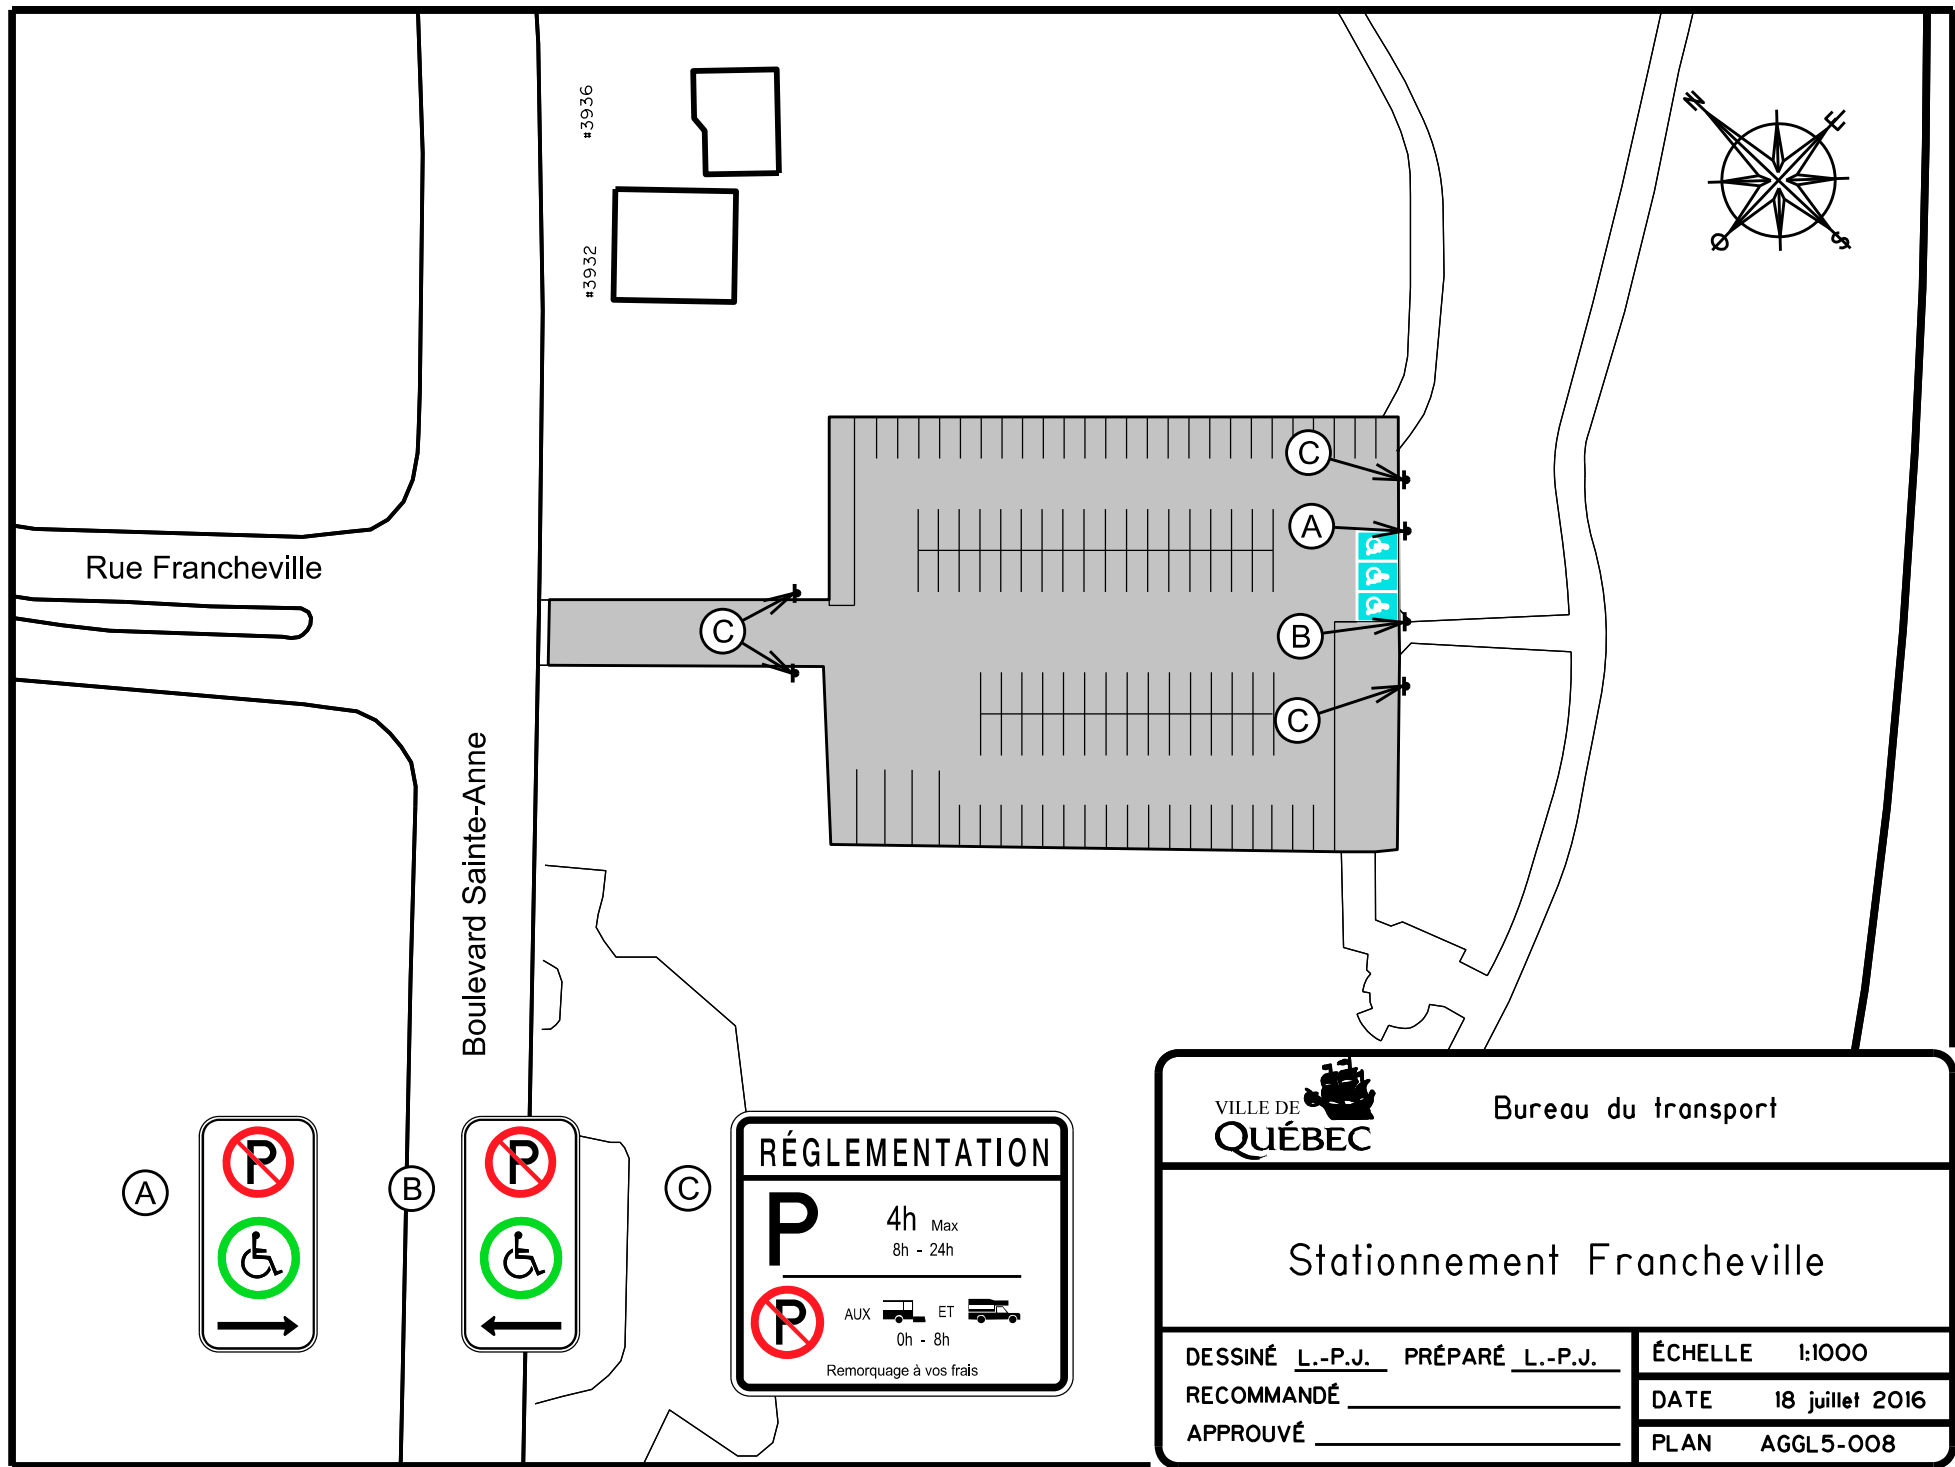 #3936
#3932
N
E
S
O
Rue Francheville
Boulevard Sainte-Anne
C
A
C
B
C
A
P
B
P
C
RÉGLEMENTATION
P
4h Max
8h - 24h
P
AUX ET
0h - 8h
Remorquage à vos frais
VILLE DE
QUÉBEC
Bureau du transport
Stationnement Francheville
DESSINÉ L.-P.J. PRÉPARÉ L.-P.J.
RECOMMANDÉ
APPROUVÉ
ÉCHELLE 1:1000
DATE 18 juillet 2016
PLAN AGGL5-008